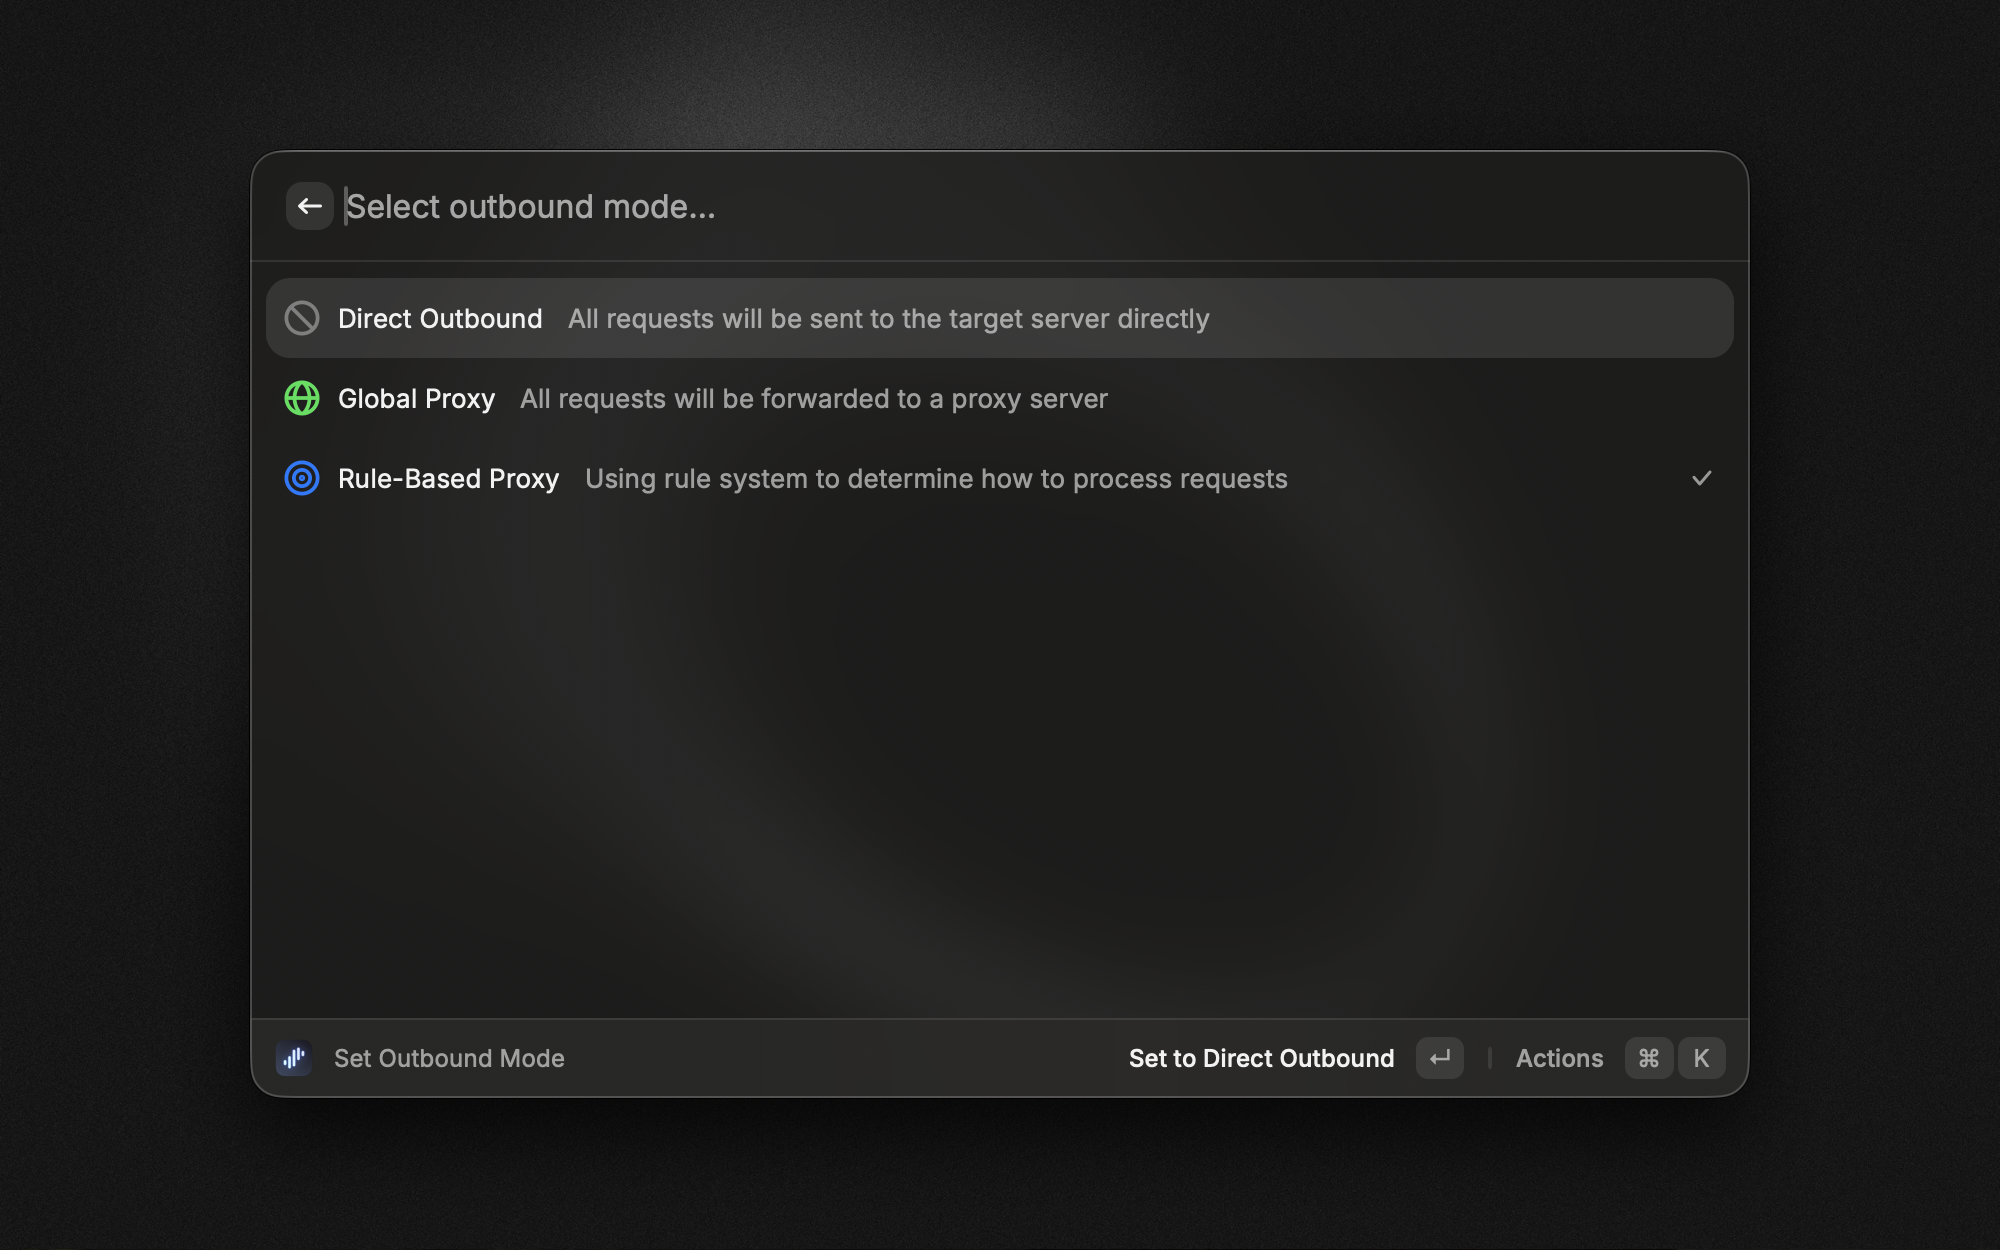 Select outbound mode...
Direct Outbound All requests will be sent to the target server directly
Global Proxy All requests will be forwarded to a proxy server
Rule-Based Proxy Using rule system to determine how to process requests
Set Outbound Mode Set to Direct Outbound ↵ Actions ⌘ K